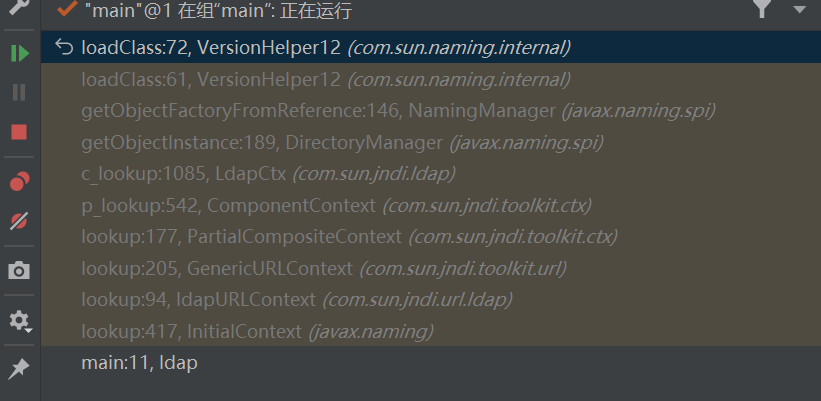 "main"@1 在组“main”: 正在运行
loadClass:72, VersionHelper12 (com.sun.naming.internal)
loadClass:61, VersionHelper12 (com.sun.naming.internal)
getObjectFactoryFromReference:146, NamingManager (javax.naming.spi)
getObjectInstance:189, DirectoryManager (javax.naming.spi)
c_lookup:1085, LdapCtx (com.sun.jndi.ldap)
p_lookup:542, ComponentContext (com.sun.jndi.toolkit.ctx)
lookup:177, PartialCompositeContext (com.sun.jndi.toolkit.ctx)
lookup:205, GenericURLContext (com.sun.jndi.toolkit.url)
lookup:94, ldapURLContext (com.sun.jndi.url.ldap)
lookup:417, InitialContext (javax.naming)
main:11, ldap